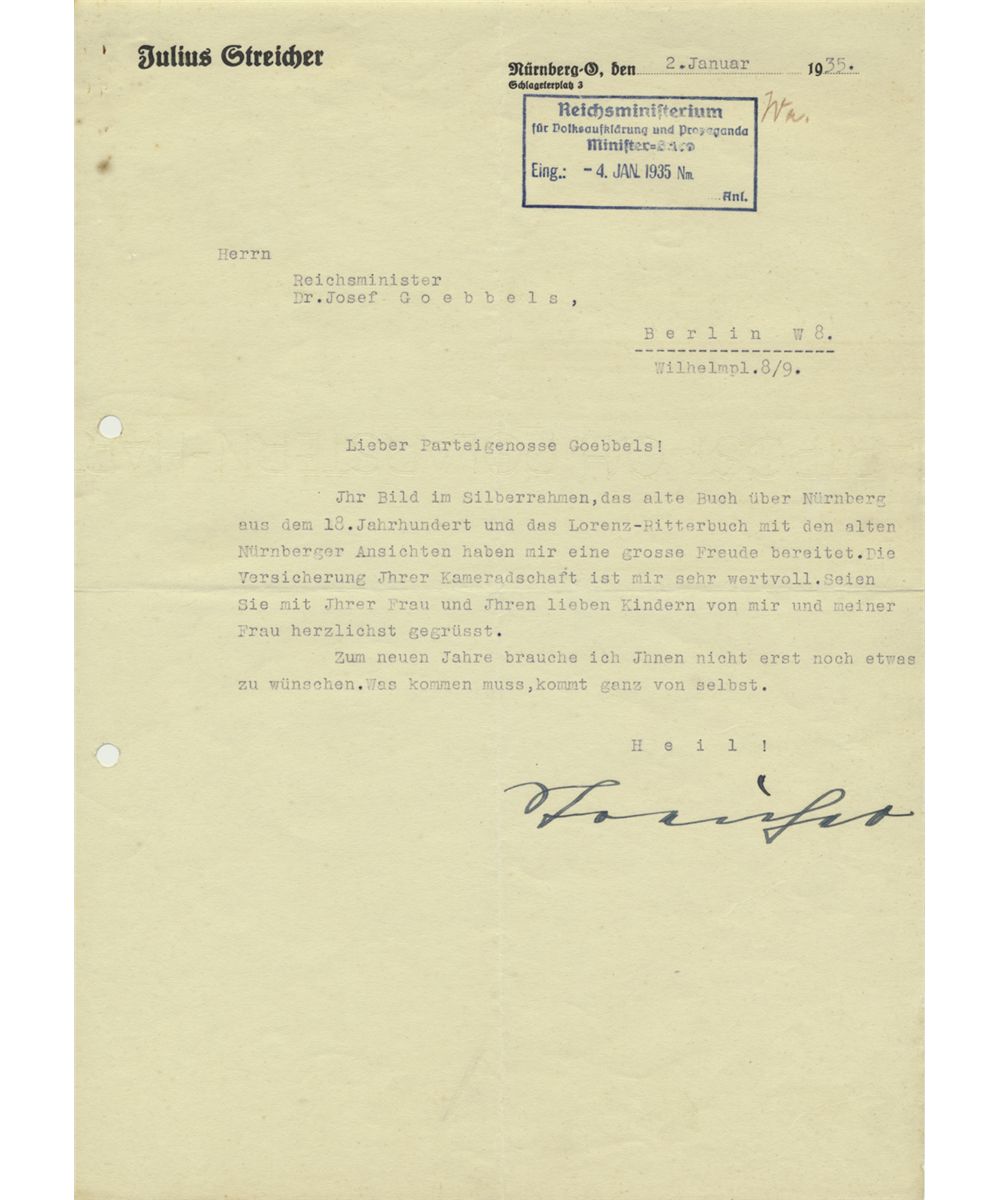 Julius Streicher
Nürnberg-O, den 2.Januar 1935.
Schlageterplatz 3
Reichsministerium
für Volksaufklärung und Propaganda
Minister-Büro
Eing.: - 4. JAN. 1935 Nm.
Anl.
Herrn
Reichsminister
Dr.Josef G o e b b e l s ,
B e r l i n W 8.
Wilhelmpl.8/9.
Lieber Parteigenosse Goebbels!
Jhr Bild im Silberrahmen,das alte Buch über Nürnberg
aus dem 18.Jahrhundert und das Lorenz-Ritterbuch mit den alten
Nürnberger Ansichten haben mir eine grosse Freude bereitet.Die
Versicherung Jhrer Kameradschaft ist mir sehr wertvoll.Seien
Sie mit Jhrer Frau und Jhren lieben Kindern von mir und meiner
Frau herzlichst gegrüsst.
Zum neuen Jahre brauche ich Jhnen nicht erst noch etwas
zu wünschen.Was kommen muss,kommt ganz von selbst.
H e i l !
Streicher